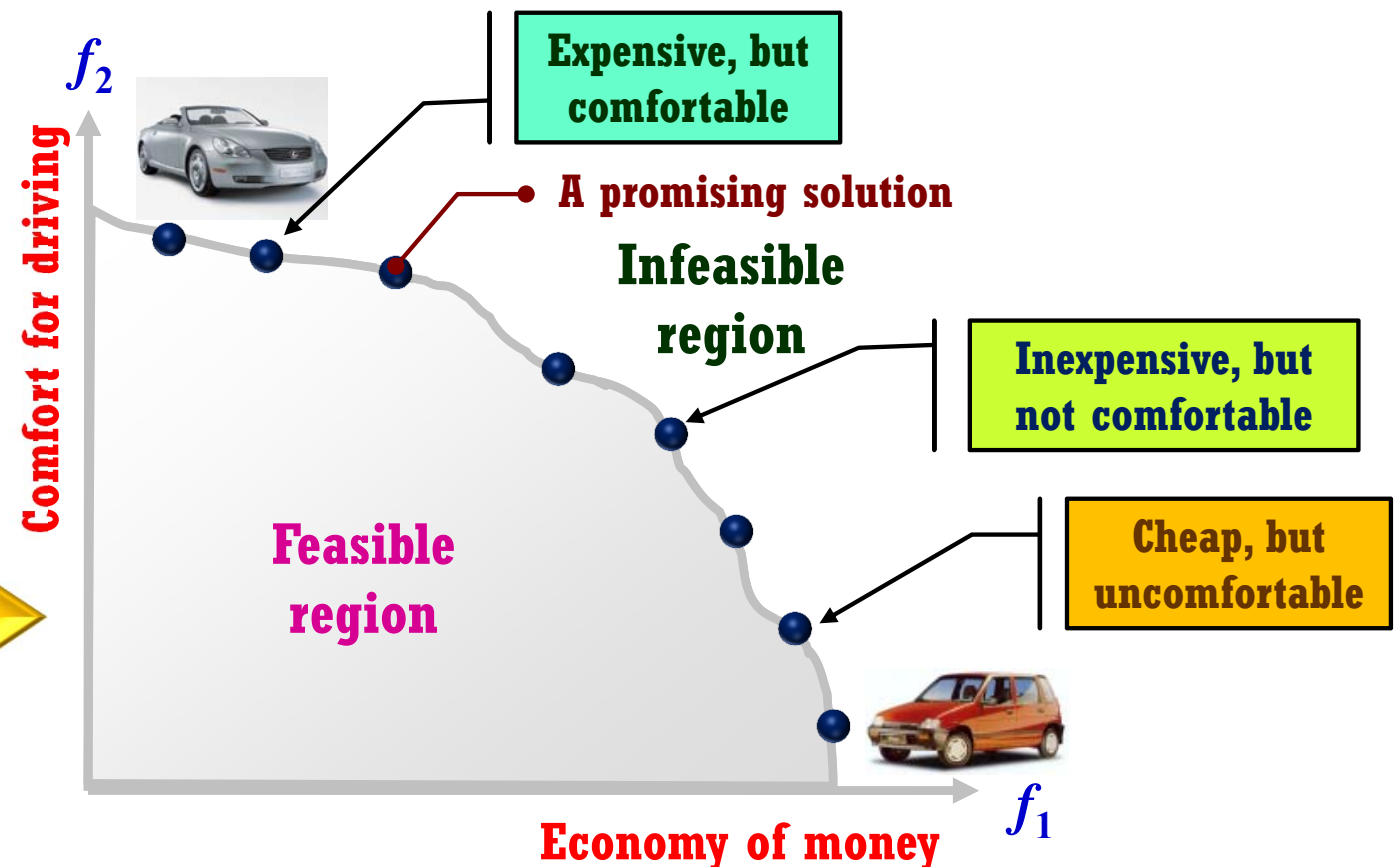 f2
Expensive, but
comfortable
A promising solution
Comfort for driving
Infeasible
region
Inexpensive, but
not comfortable
Feasible
region
Cheap, but
uncomfortable
f1
Economy of money